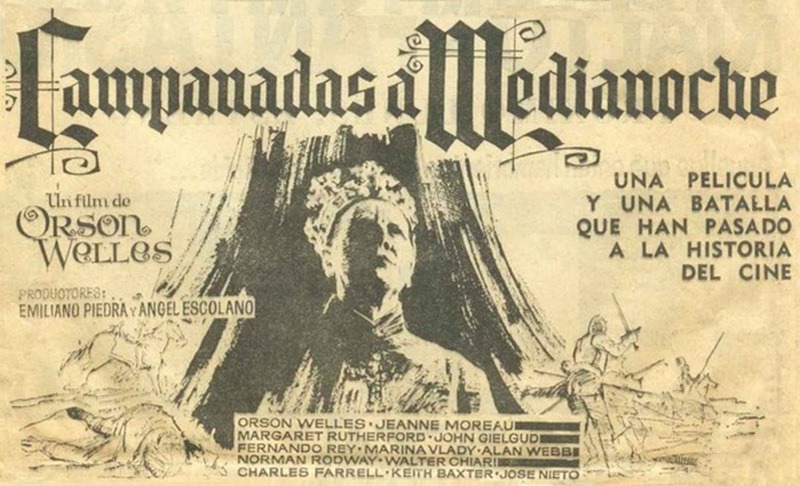 Campanadas a Medianoche
Un film de
ORSON
WELLES
PRODUCTORES:
EMILIANO PIEDRA Y ANGEL ESCOLANO
UNA PELICULA
Y UNA BATALLA
QUE HAN PASADO
A LA HISTORIA
DEL CINE
ORSON WELLES · JEANNE MOREAU
MARGARET RUTHERFORD · JOHN GIELGUD
FERNANDO REY · MARINA VLADY · ALAN WEBB
NORMAN RODWAY · WALTER CHIARI
CHARLES FARRELL · KEITH BAXTER · JOSE NIETO